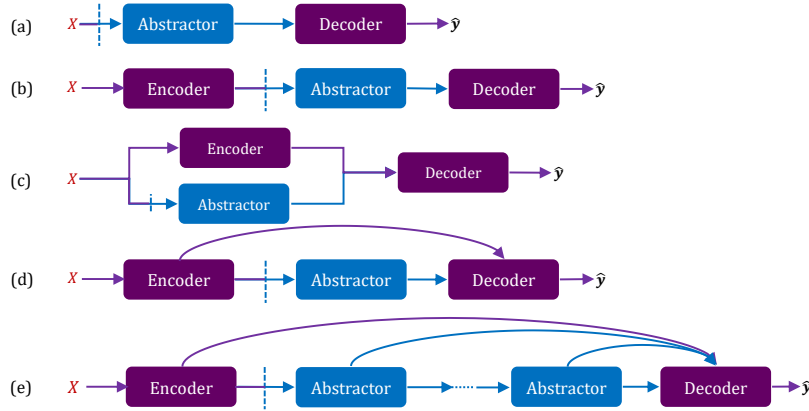 (a) X Abstractor Decoder ŷ
(b) X Encoder Abstractor Decoder ŷ
Encoder
(c) X Decoder ŷ
Abstractor
(d) X Encoder Abstractor Decoder ŷ
(e) X Encoder Abstractor ...... Abstractor Decoder ŷ